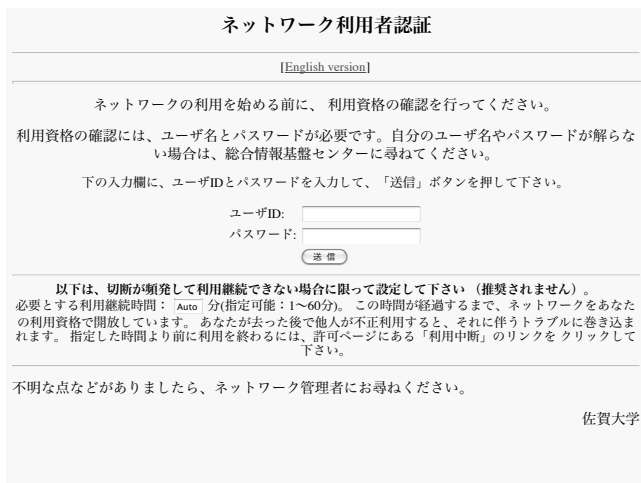 ネットワーク利用者認証
[English version]
ネットワークの利用を始める前に、 利用資格の確認を行ってください。
利用資格の確認には、ユーザ名とパスワードが必要です。自分のユーザ名やパスワードが解らな
い場合は、総合情報基盤センターに尋ねてください。
下の入力欄に、ユーザIDとパスワードを入力して、「送信」ボタンを押して下さい。
ユーザID:
パスワード:
送信
以下は、切断が頻発して利用継続できない場合に限って設定して下さい （推奨されません）。
必要とする利用継続時間： Auto 分(指定可能：1〜60分)。 この時間が経過するまで、ネットワークをあなた
の利用資格で開放しています。 あなたが去った後で他人が不正利用すると、それに伴うトラブルに巻き込ま
れます。 指定した時間より前に利用を終わるには、許可ページにある「利用中断」のリンクを クリックして
下さい。
不明な点などがありましたら、ネットワーク管理者にお尋ねください。
佐賀大学